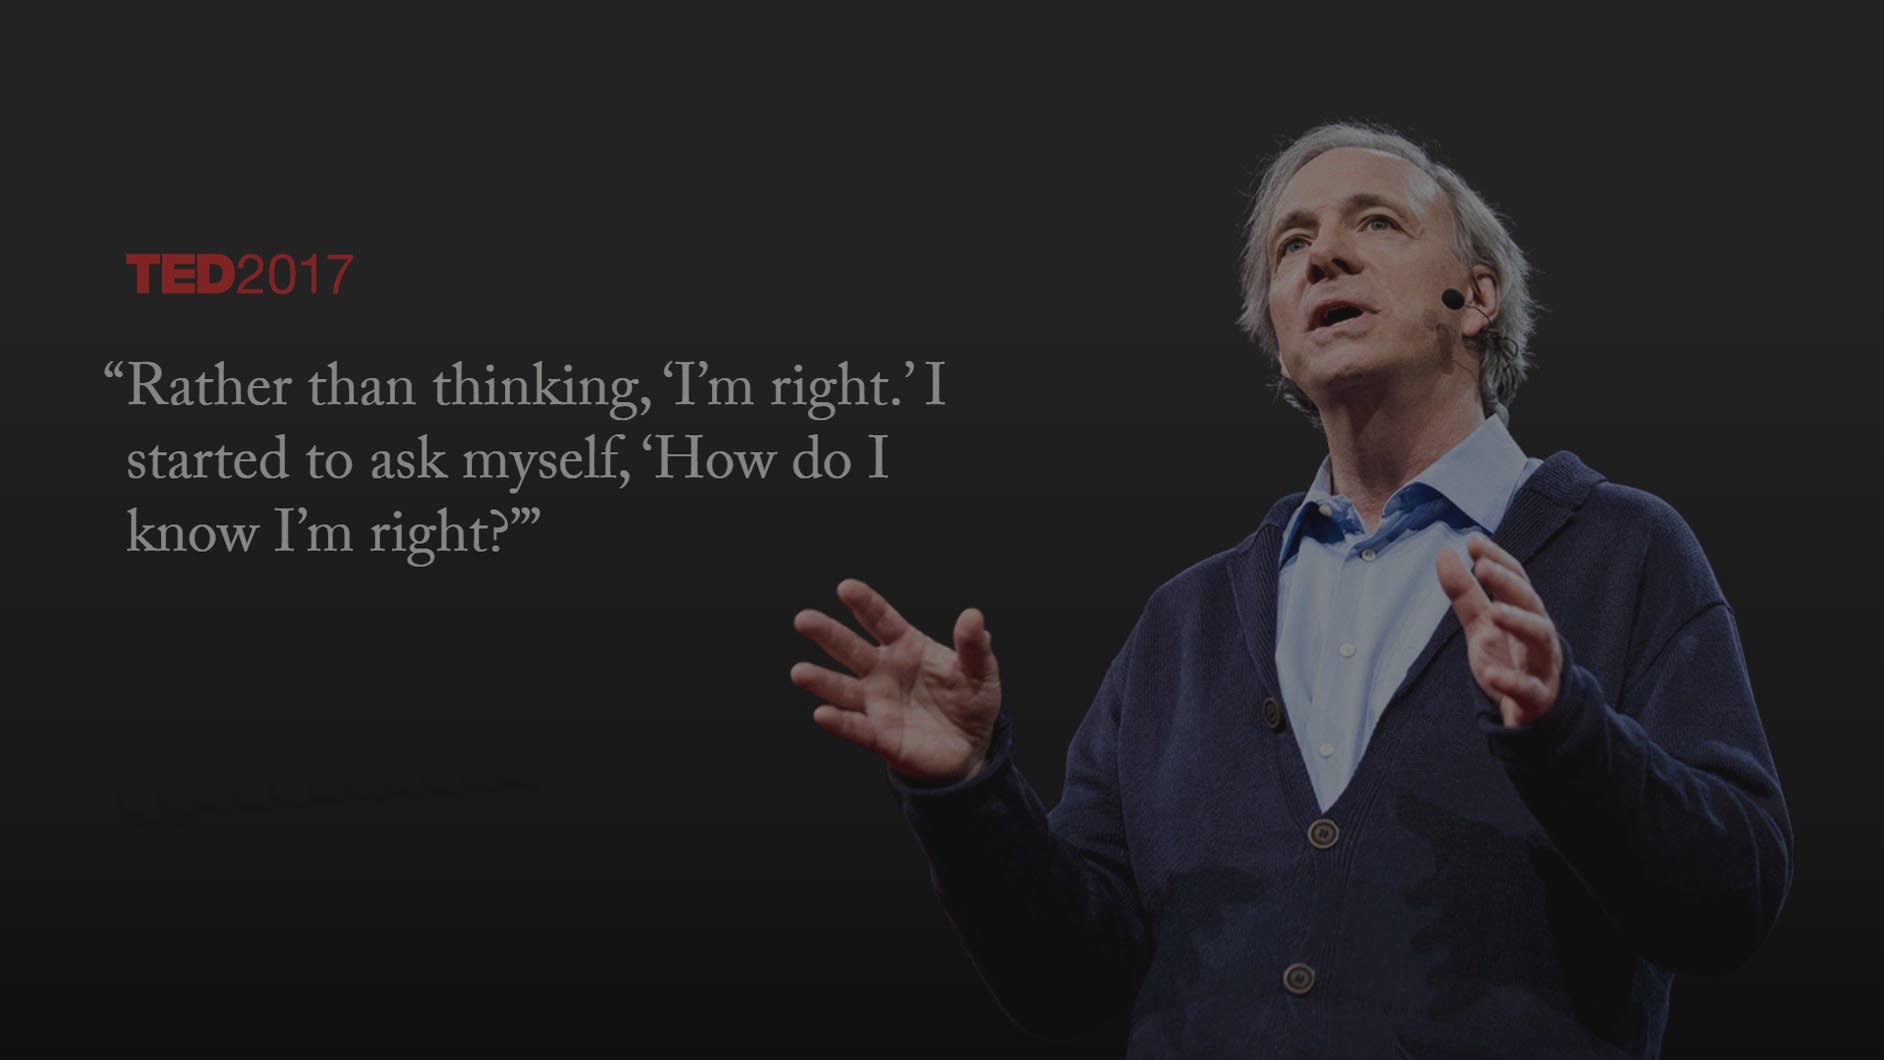 TED2017
“Rather than thinking, ‘I’m right.’ I
started to ask myself, ‘How do I
know I’m right?’”